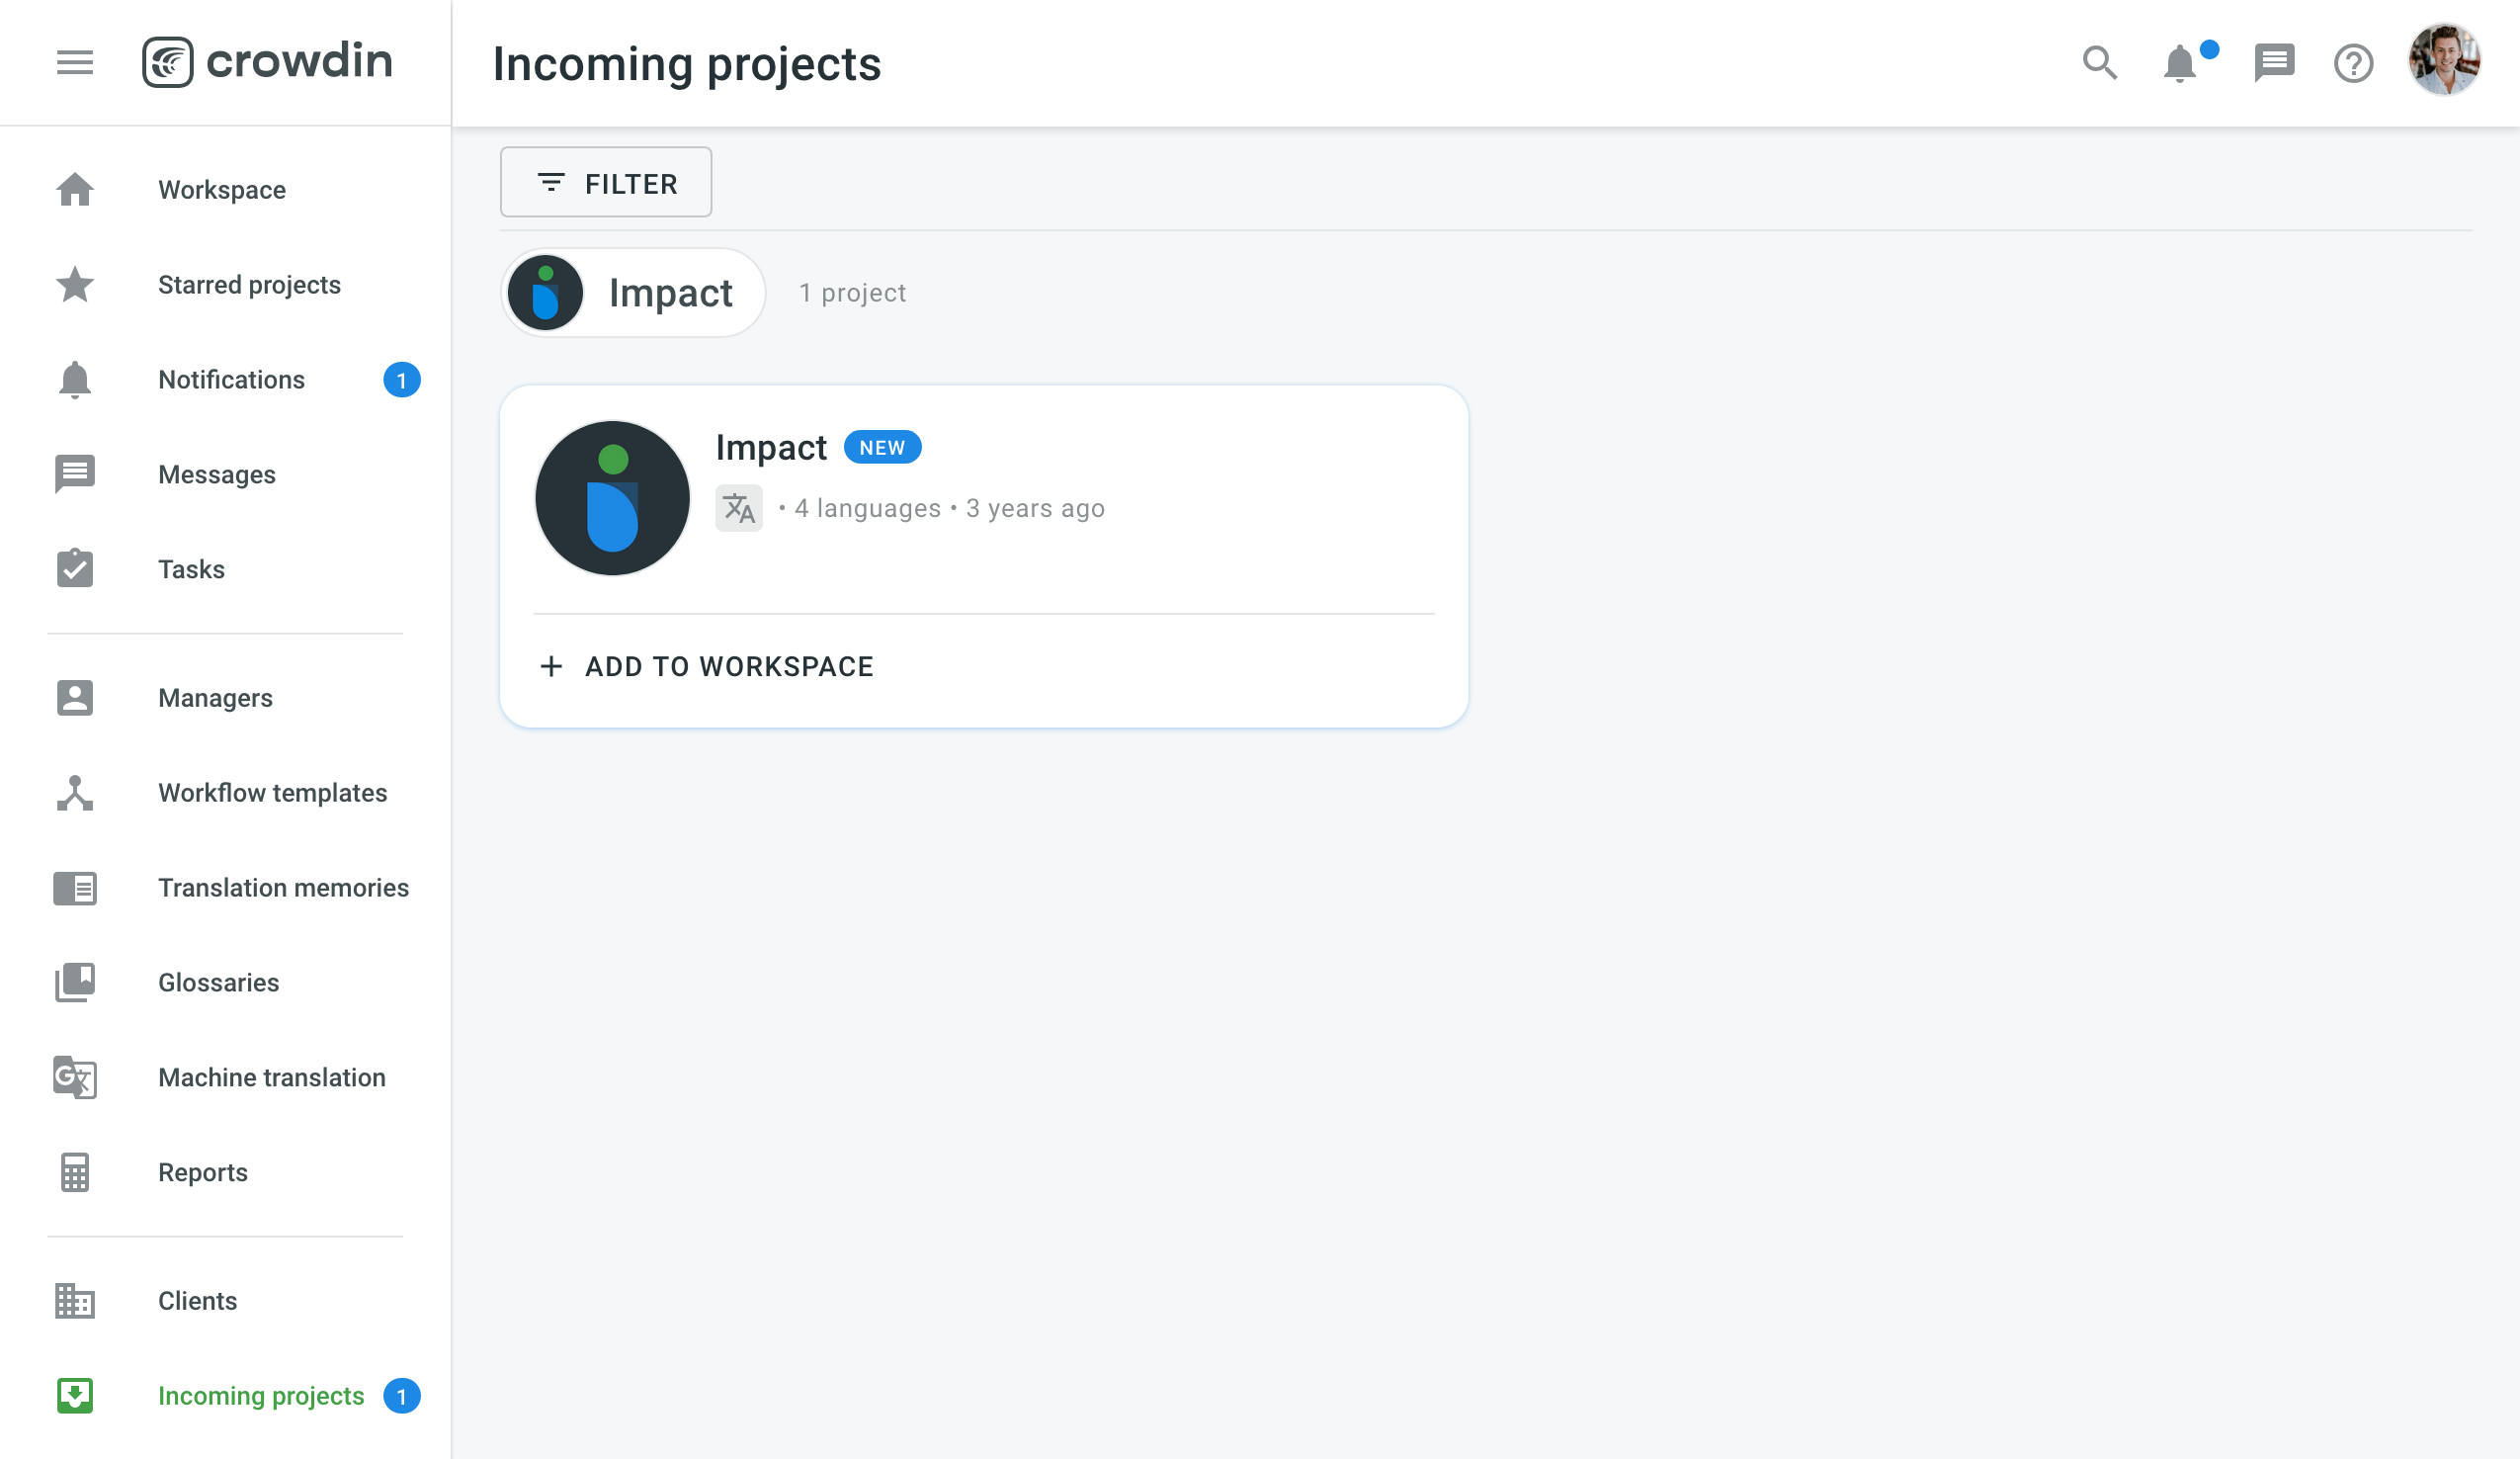 crowdin
Incoming projects
Workspace
Starred projects
Notifications 1
Messages
Tasks
Managers
Workflow templates
Translation memories
Glossaries
Machine translation
Reports
Clients
Incoming projects 1
FILTER
Impact 1 project
Impact NEW
• 4 languages • 3 years ago
+ ADD TO WORKSPACE